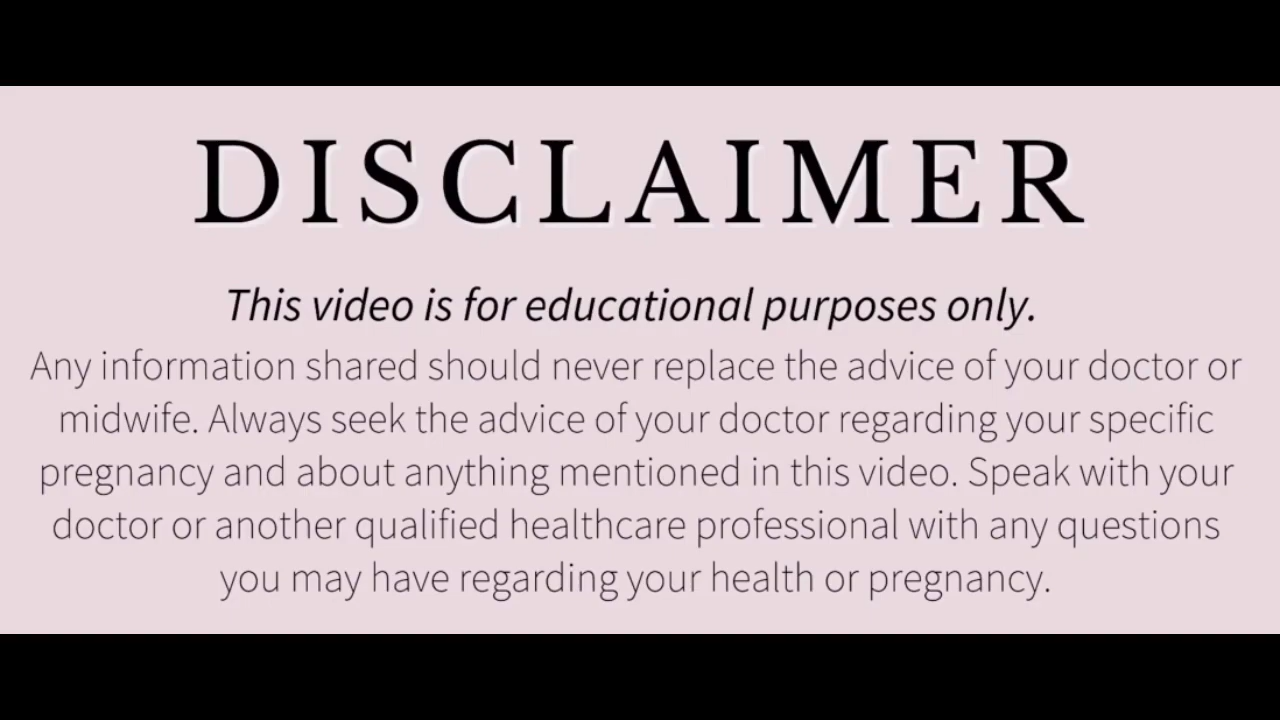 DISCLAIMER
This video is for educational purposes only.
Any information shared should never replace the advice of your doctor or
midwife. Always seek the advice of your doctor regarding your specific
pregnancy and about anything mentioned in this video. Speak with your
doctor or another qualified healthcare professional with any questions
you may have regarding your health or pregnancy.